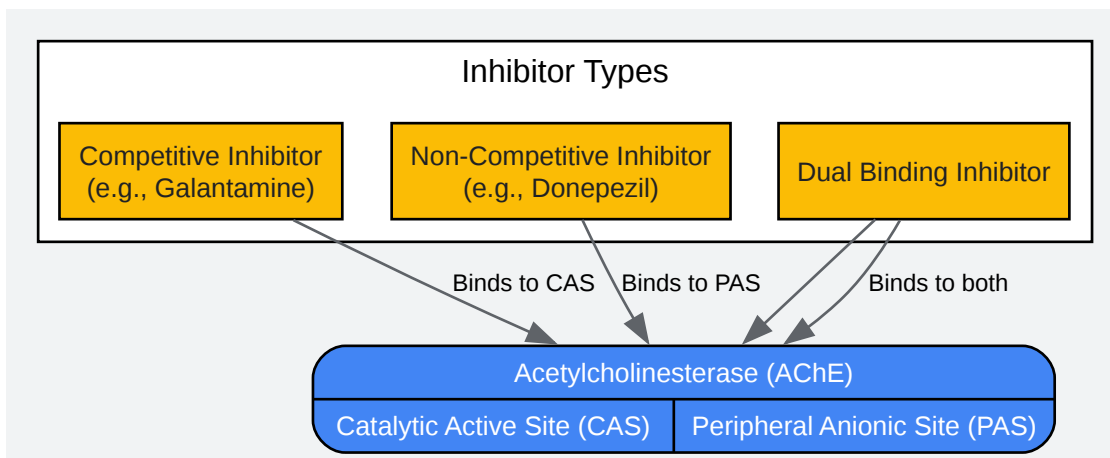 Inhibitor Types
Competitive Inhibitor
(e.g., Galantamine)
Non-Competitive Inhibitor
(e.g., Donepezil)
Dual Binding Inhibitor
Binds to CAS
Binds to PAS
Binds to both
Acetylcholinesterase (AChE)
Catalytic Active Site (CAS)
Peripheral Anionic Site (PAS)